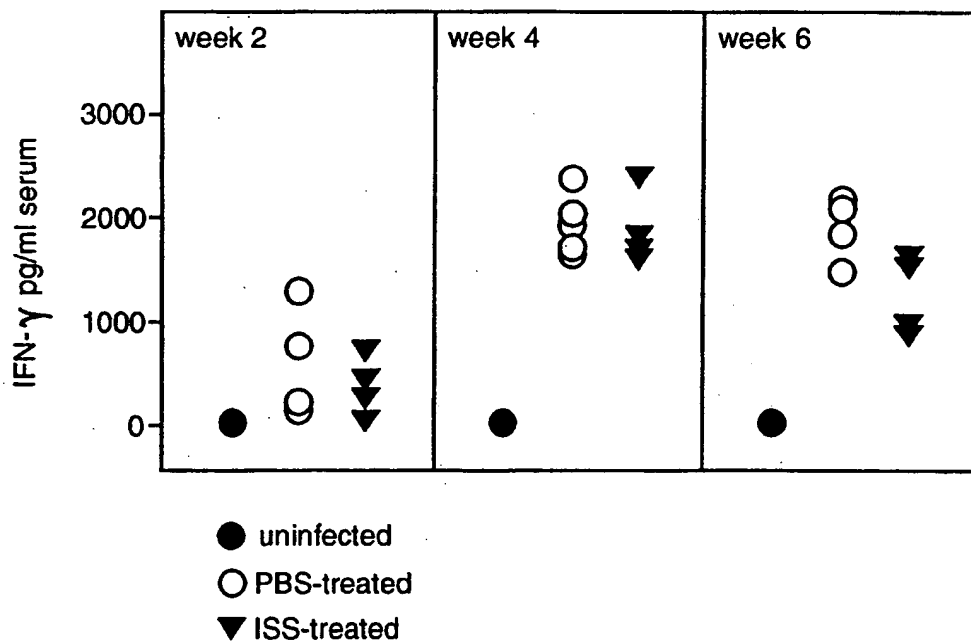 week 2
week 4
week 6
IFN-γ pg/ml serum
3000
2000
1000
0
uninfected
PBS-treated
ISS-treated